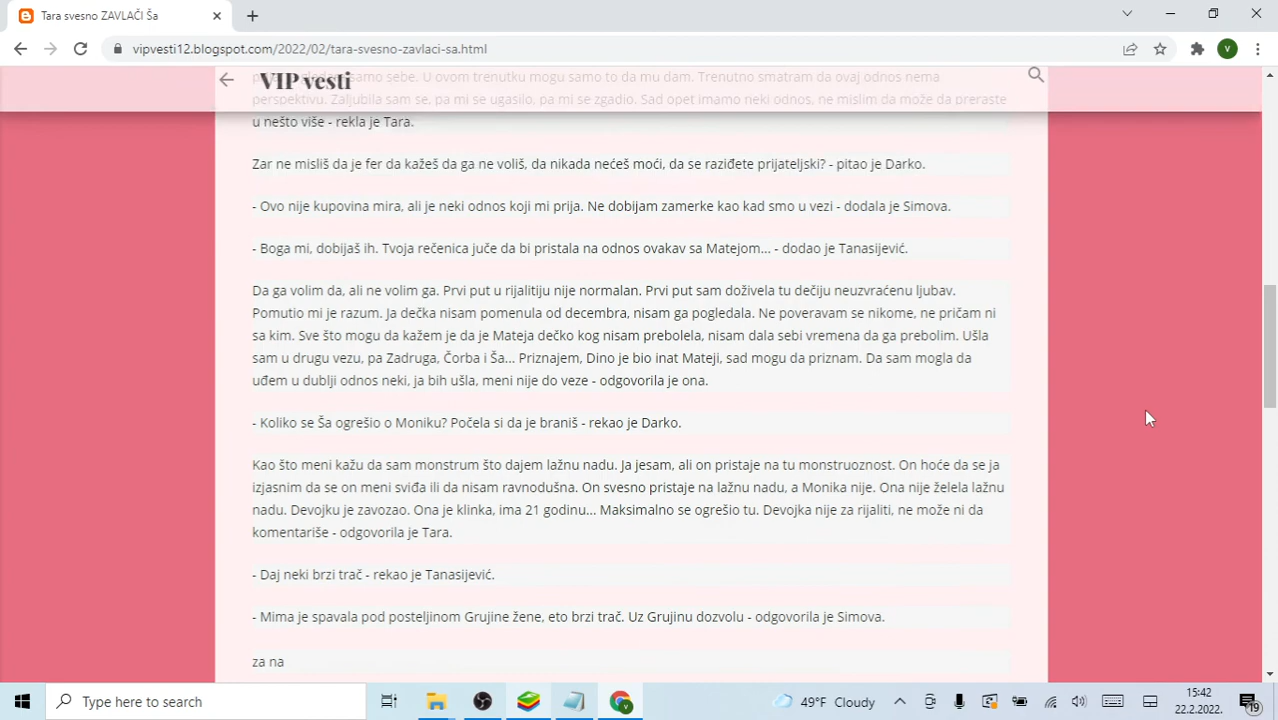 Tara svesno ZAVLAČI Ša
vipvesti12.blogspot.com/2022/02/tara-svesno-zavlaci-sa.html
V
VIP vesti
samo sebe. U ovom trenutku mogu samo to da mu dam. Trenutno smatram da ovaj odnos nema
perspektivu. Zaljubila sam se, pa mi se ugasilo, pa mi se zgadio. Sad opet imamo neki odnos, ne mislim da može da preraste
u nešto više - rekla je Tara.
Zar ne misliš da je fer da kažeš da ga ne voliš, da nikada nećeš moći, da se raziđete prijateljski? - pitao je Darko.
- Ovo nije kupovina mira, ali je neki odnos koji mi prija. Ne dobijam zamerke kao kad smo u vezi - dodala je Simova.
- Boga mi, dobijaš ih. Tvoja rečenica juče da bi pristala na odnos ovakav sa Matejom... - dodao je Tanasijević.
Da ga volim da, ali ne volim ga. Prvi put u rijalitiju nije normalan. Prvi put sam doživela tu dečiju neuzvraćenu ljubav.
Pomutio mi je razum. Ja dečka nisam pomenula od decembra, nisam ga pogledala. Ne poveravam se nikome, ne pričam ni
sa kim. Sve što mogu da kažem je da je Mateja dečko kog nisam prebolela, nisam dala sebi vremena da ga prebolim. Ušla
sam u drugu vezu, pa Zadruga, Čorba i Ša... Priznajem, Dino je bio inat Mateji, sad mogu da priznam. Da sam mogla da
uđem u dublji odnos neki, ja bih ušla, meni nije do veze - odgovorila je ona.
- Koliko se Ša ogrešio o Moniku? Počela si da je braniš - rekao je Darko.
Kao što meni kažu da sam monstrum što dajem lažnu nadu. Ja jesam, ali on pristaje na tu monstruoznost. On hoće da se ja
izjasnim da se on meni sviđa ili da nisam ravnodušna. On svesno pristaje na lažnu nadu, a Monika nije. Ona nije želela lažnu
nadu. Devojku je zavozao. Ona je klinka, ima 21 godinu... Maksimalno se ogrešio tu. Devojka nije za rijaliti, ne može ni da
komentariše - odgovorila je Tara.
- Daj neki brzi trač - rekao je Tanasijević.
- Mima je spavala pod posteljinom Grujine žene, eto brzi trač. Uz Grujinu dozvolu - odgovorila je Simova.
za na
Type here to search
49°F Cloudy
15:42
22.2.2022.
19